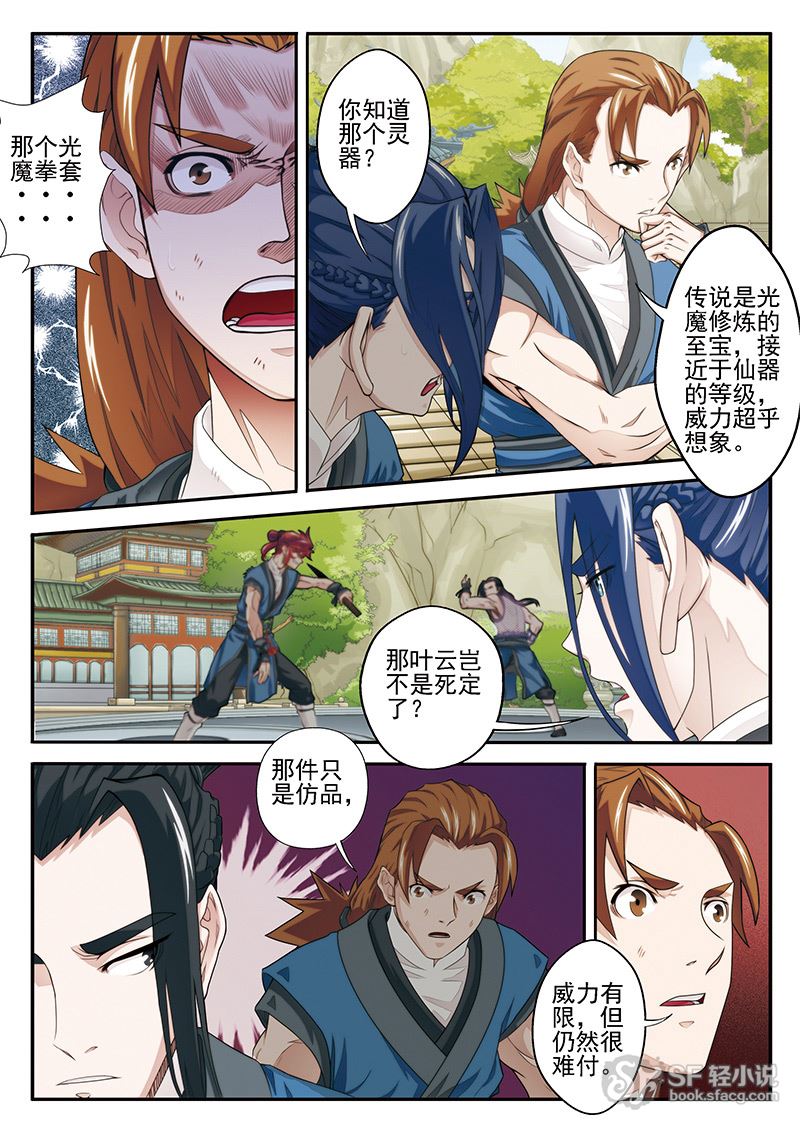 那个光
魔拳套
······
你知道
那个灵
器？
传说是光
魔修炼的
至宝，接
近于仙器
的等级，
威力超乎
想象。
那叶云岂
不是死定
了？
那件只
是仿品，
威力有
限，但
仍然很
难付。
SF 轻小说
book.sfacg.com